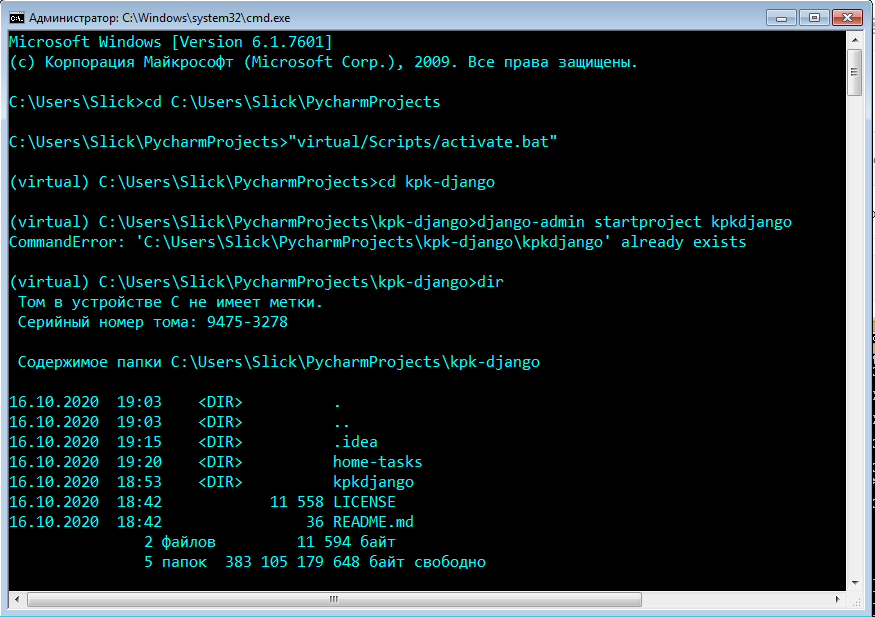 Администратор: C:\Windows\system32\cmd.exe
Microsoft Windows [Version 6.1.7601]
(c) Корпорация Майкрософт (Microsoft Corp.), 2009. Все права защищены.
C:\Users\Slick>cd C:\Users\Slick\PycharmProjects
C:\Users\Slick\PycharmProjects>"virtual/Scripts/activate.bat"
(virtual) C:\Users\Slick\PycharmProjects>cd kpk-django
(virtual) C:\Users\Slick\PycharmProjects\kpk-django>django-admin startproject kpkdjango
CommandError: 'C:\Users\Slick\PycharmProjects\kpk-django\kpkdjango' already exists
(virtual) C:\Users\Slick\PycharmProjects\kpk-django>dir
Том в устройстве C не имеет метки.
Серийный номер тома: 9475-3278
Содержимое папки C:\Users\Slick\PycharmProjects\kpk-django
16.10.2020 19:03 <DIR> .
16.10.2020 19:03 <DIR> ..
16.10.2020 19:15 <DIR> .idea
16.10.2020 19:20 <DIR> home-tasks
16.10.2020 18:53 <DIR> kpkdjango
16.10.2020 18:42 11 558 LICENSE
16.10.2020 18:42 36 README.md
2 файлов 11 594 байт
5 папок 383 105 179 648 байт свободно